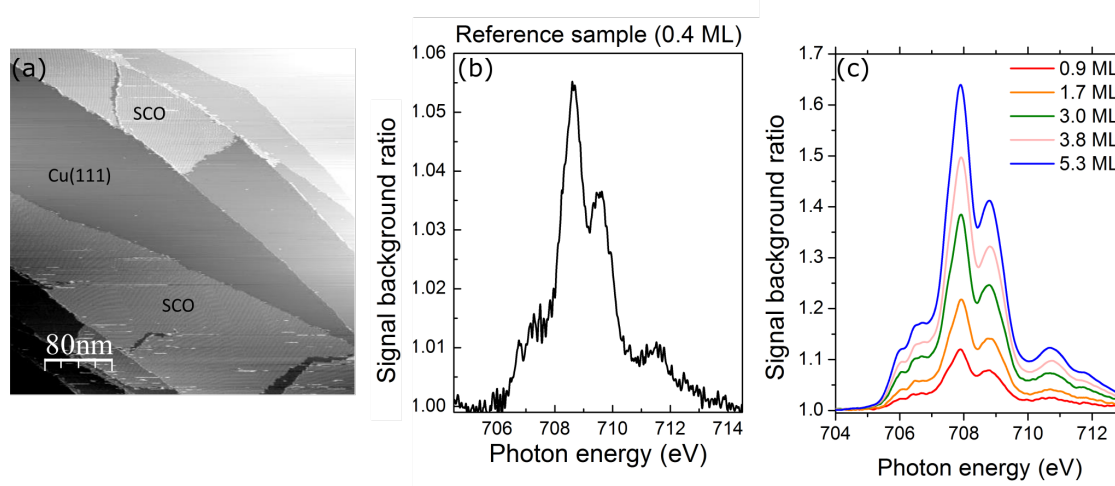 (a)
SCO
Cu(111)
SCO
80nm
Reference sample (0.4 ML)
(b)
Signal background ratio
1.06
1.05
1.04
1.03
1.02
1.01
1.00
706 708 710 712 714
Photon energy (eV)
(c)
Signal background ratio
1.7
1.6
1.5
1.4
1.3
1.2
1.1
1.0
0.9 ML
1.7 ML
3.0 ML
3.8 ML
5.3 ML
704 706 708 710 712
Photon energy (eV)